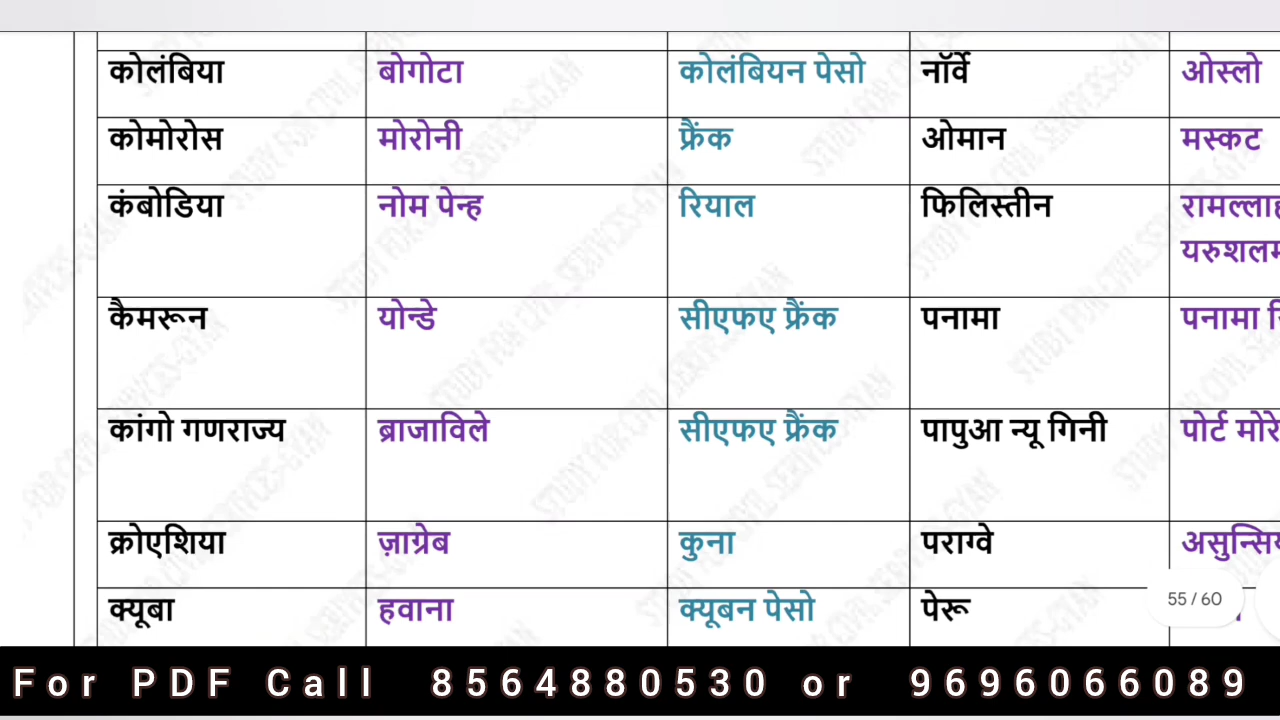 कोलंबिया बोगोटा कोलंबियन पेसो नॉर्वे ओस्लो
कोमोरोस मोरोनी फ्रैंक ओमान मस्कट
कंबोडिया नोम पेन्ह रियाल फिलिस्तीन
कैमरून योन्डे सीएफए फ्रैंक पनामा पनामा
कांगो गणराज्य ब्राजाविले सीएफए फ्रैंक पापुआ न्यू गिनी पोर्ट
क्रोएशिया ज़ाग्रेब कुना पराग्वे
55 / 60
क्यूबा हवाना क्यूबन पेसो पेरू
For PDF Call 8564880530 or 9696066089